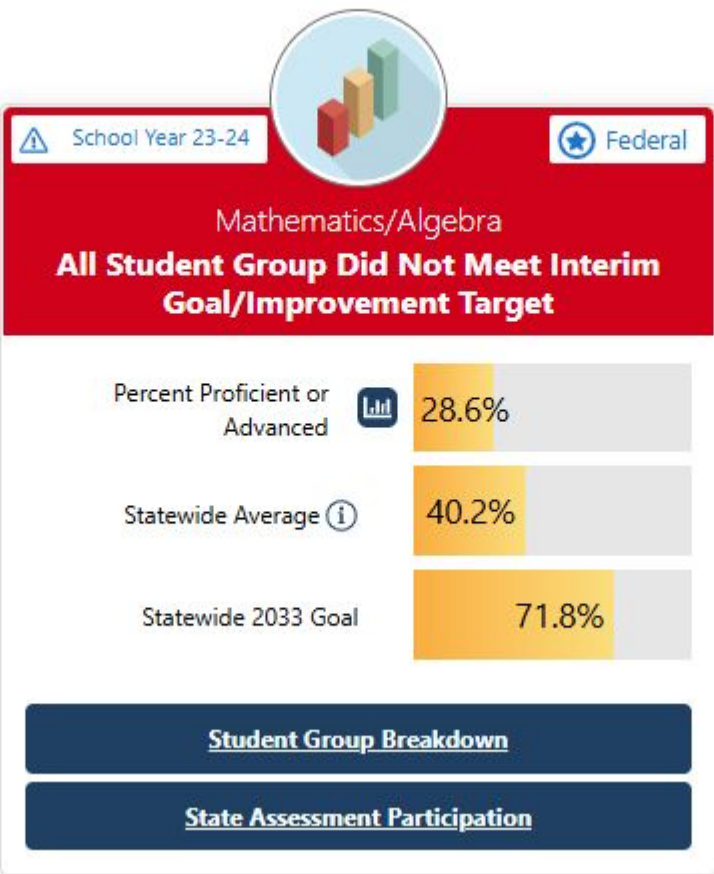 School Year 23-24
Federal
Mathematics/Algebra
All Student Group Did Not Meet Interim
Goal/Improvement Target
Percent Proficient or
Advanced
28.6%
Statewide Average
40.2%
Statewide 2033 Goal
71.8%
Student Group Breakdown
State Assessment Participation